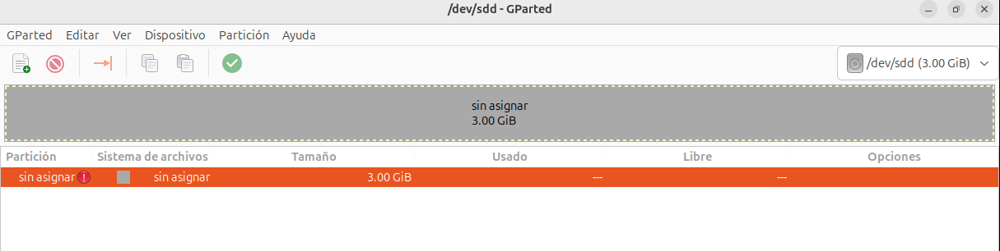 /dev/sdd - GParted
GParted Editar Ver Dispositivo Partición Ayuda
/dev/sdd (3.00 GiB)
sin asignar
3.00 GiB
Partición Sistema de archivos Tamaño Usado Libre Opciones
sin asignar sin asignar 3.00 GiB --- ---